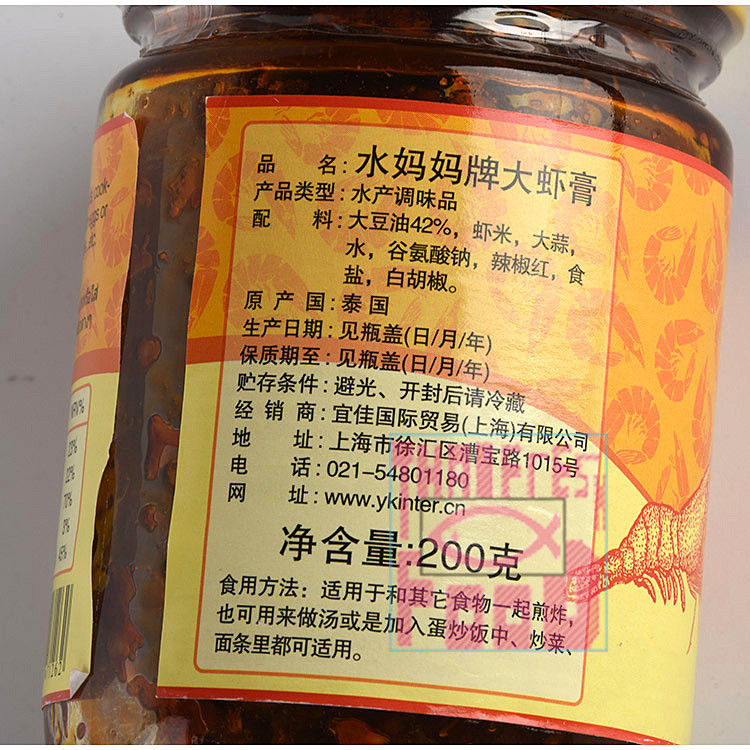 品 名：水妈妈牌大虾膏
产品类型：水产调味品
配 料：大豆油42%，虾米，大蒜，
水，谷氨酸钠，辣椒红，食
盐，白胡椒。
原 产 国：泰国
生产日期：见瓶盖(日/月/年)
保质期至：见瓶盖(日/月/年)
贮存条件：避光、开封后请冷藏
经 销 商：宜佳国际贸易(上海)有限公司
地 址：上海市徐汇区漕宝路1015号
电 话：021-54801180
网 址：www.ykinter.cn
净含量:200克
食用方法：适用于和其它食物一起煎炸，
也可用来做汤或是加入蛋炒饭中、炒菜、
面条里都可适用。
cook-
or
NRV%